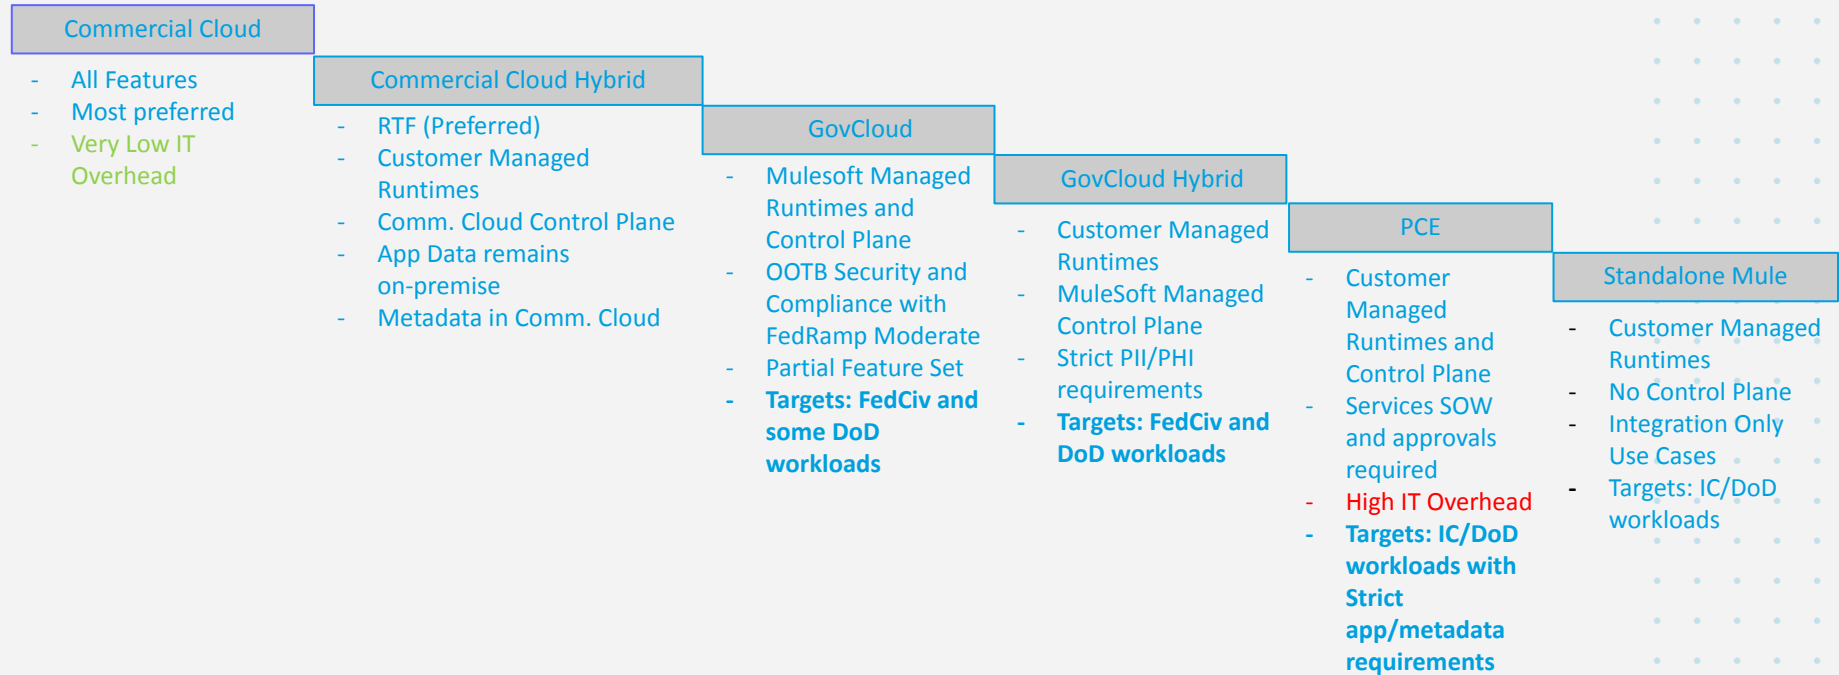 Commercial Cloud
- All Features
- Most preferred
- Very Low IT
Overhead
Commercial Cloud Hybrid
- RTF (Preferred)
- Customer Managed
Runtimes
- Comm. Cloud Control Plane
- App Data remains
on-premise
- Metadata in Comm. Cloud
GovCloud
- Mulesoft Managed
Runtimes and
Control Plane
- OOTB Security and
Compliance with
FedRamp Moderate
- Partial Feature Set
- Targets: FedCiv and
some DoD
workloads
GovCloud Hybrid
- Customer Managed
Runtimes
- MuleSoft Managed
Control Plane
- Strict PII/PHI
requirements
- Targets: FedCiv and
DoD workloads
PCE
- Customer
Managed
Runtimes and
Control Plane
- Services SOW
and approvals
required
- High IT Overhead
- Targets: IC/DoD
workloads with
Strict
app/metadata
requirements
Standalone Mule
- Customer Managed
Runtimes
- No Control Plane
- Integration Only
Use Cases
- Targets: IC/DoD
workloads